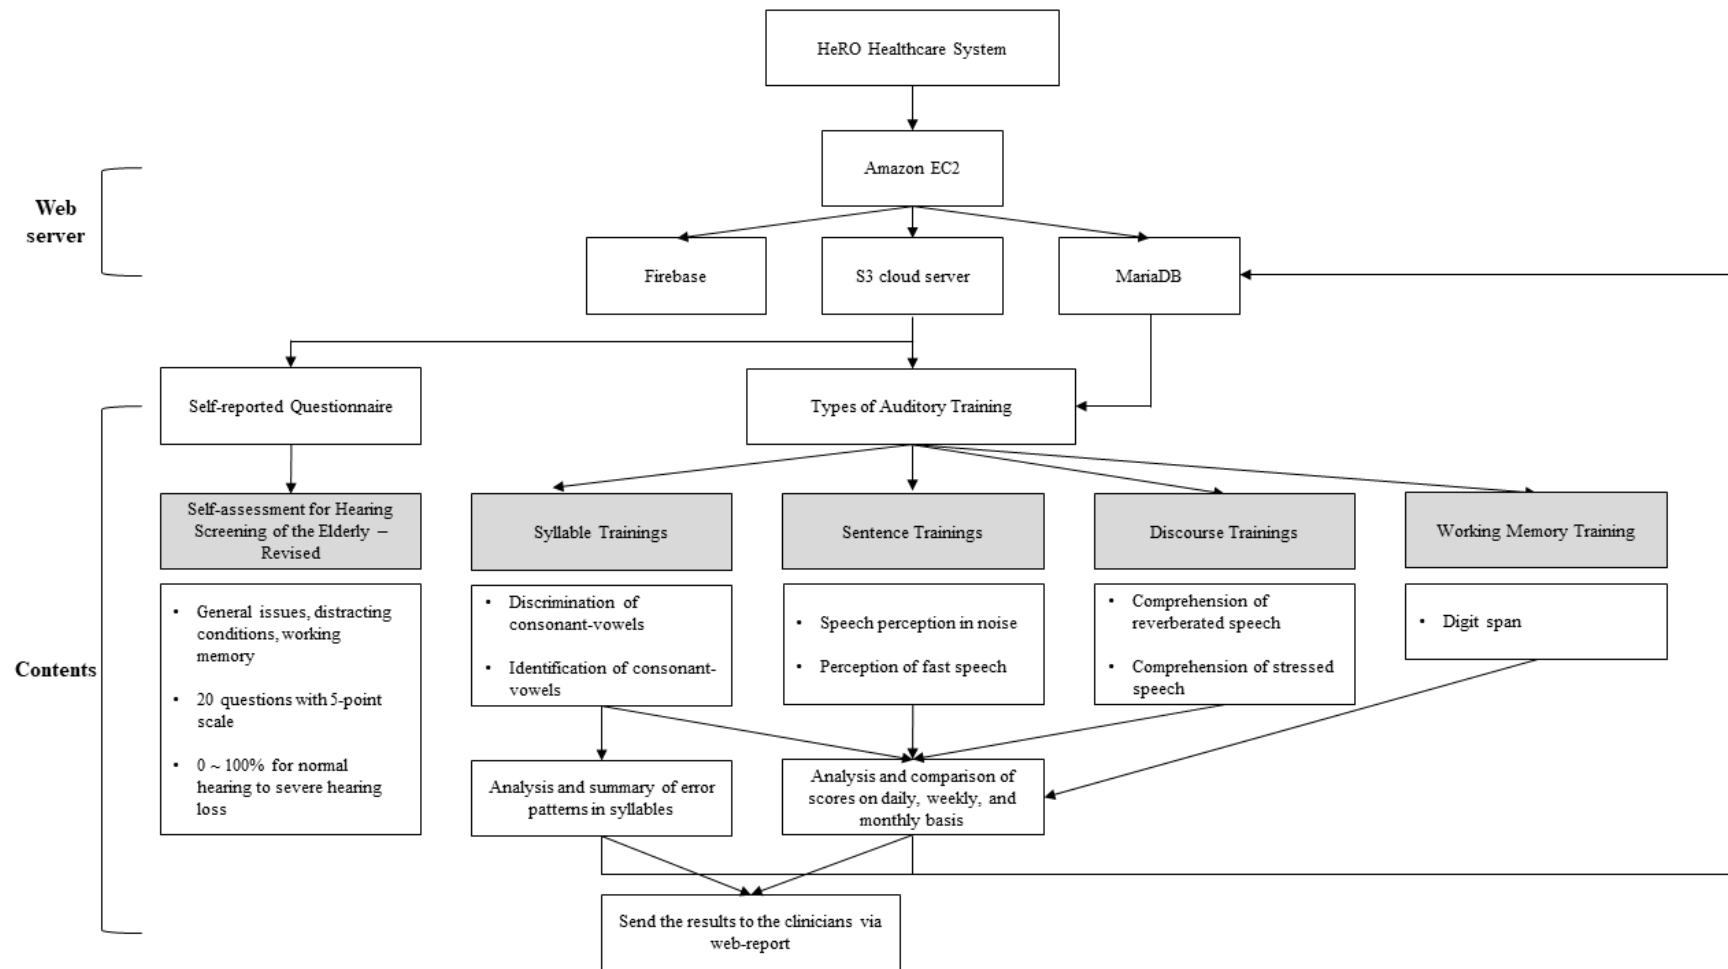 HeRO Healthcare System
Amazon EC2
Web
server
Firebase
S3 cloud server
MariaDB
Self-reported Questionnaire
Types of Auditory Training
Self-assessment for Hearing
Screening of the Elderly –
Revised
Syllable Trainings
Sentence Trainings
Discourse Trainings
Working Memory Training
Contents
• General issues, distracting
conditions, working
memory
• 20 questions with 5-point
scale
• 0 ~ 100% for normal
hearing to severe hearing
loss
• Discrimination of
consonant-vowels
• Identification of consonant-
vowels
• Speech perception in noise
• Perception of fast speech
• Comprehension of
reverberated speech
• Comprehension of stressed
speech
• Digit span
Analysis and summary of error
patterns in syllables
Analysis and comparison of
scores on daily, weekly, and
monthly basis
Send the results to the clinicians via
web-report